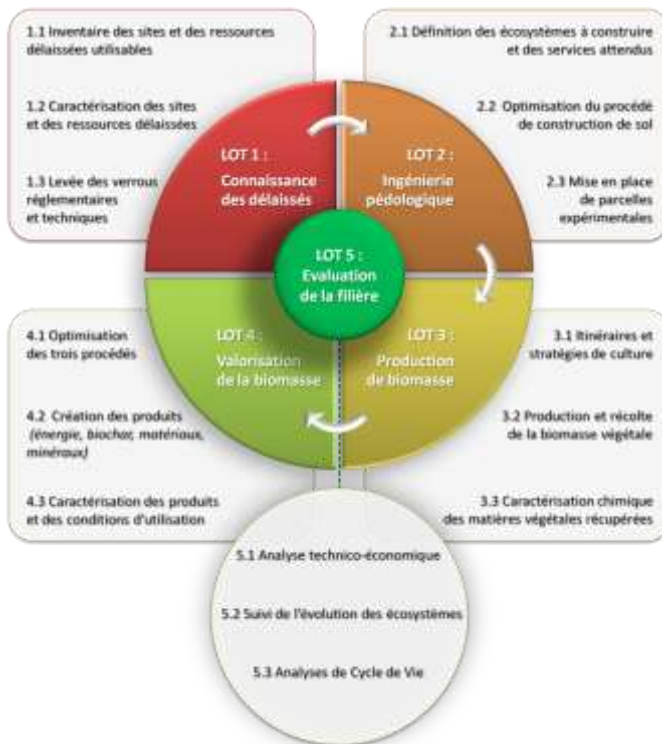 1.1 Inventaire des sites et des ressources
délaissées utilisables
1.2 Caractérisation des sites
et des ressources délaissées
1.3 Levée des verrous
réglementaires
et techniques
2.1 Définition des écosystèmes à construire
et des services attendus
2.2 Optimisation du procédé
de construction de sol
2.3 Mise en place
de parcelles
expérimentales
LOT 1 :
Connaissance
des délaissés
LOT 2 :
Ingénierie
pédologique
LOT 5 :
Evaluation
de la filière
LOT 4 :
Valorisation
de la biomasse
LOT 3 :
Production
de biomasse
4.1 Optimisation
des trois procédés
4.2 Création des produits
(énergie, biochar, matériaux,
minéraux)
4.3 Caractérisation des produits
et des conditions d'utilisation
3.1 Itinéraires et
stratégies de culture
3.2 Production et récolte
de la biomasse végétale
3.3 Caractérisation chimique
des matières végétales récupérées
5.1 Analyse technico-économique
5.2 Suivi de l'évolution des écosystèmes
5.3 Analyses de Cycle de Vie